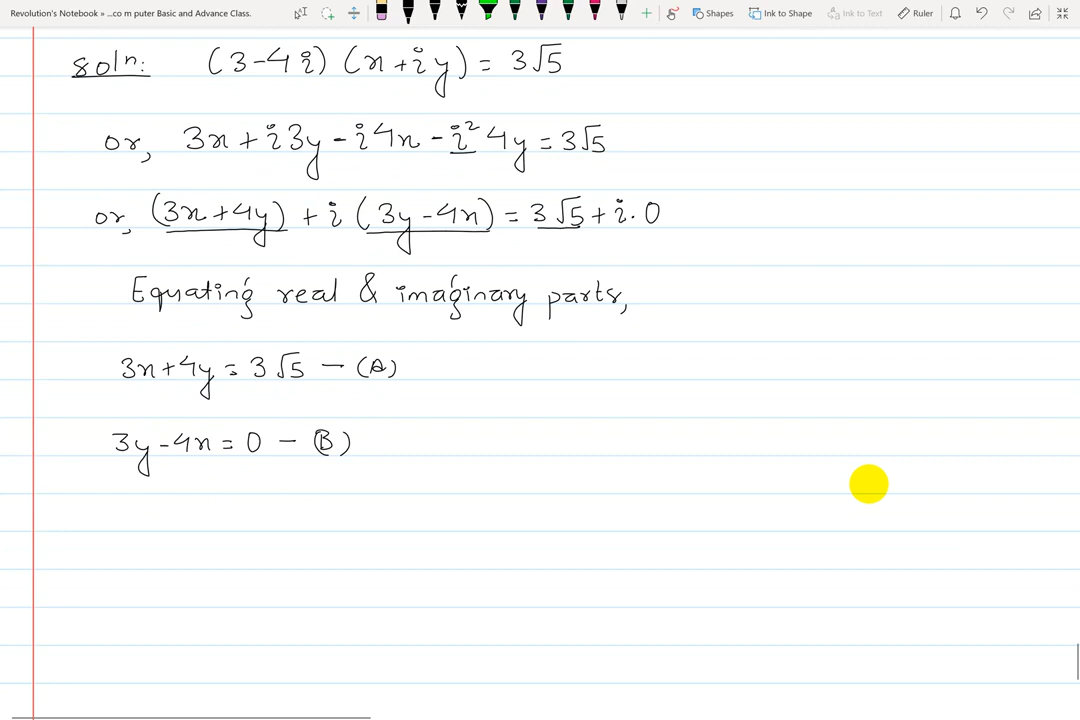 Revolution's Notebook » ...co m puter Basic and Advance Class.
Shapes Ink to Shape Ink to Text Ruler
soln: (3-4i) (x+iy) = 3√5
or, 3x + i3y - i4x - i²4y = 3√5
or, (3x+4y) + i (3y-4x) = 3√5 + i.0
Equating real & imaginary parts,
3x+4y = 3√5 - (A)
3y-4x = 0 - (B)